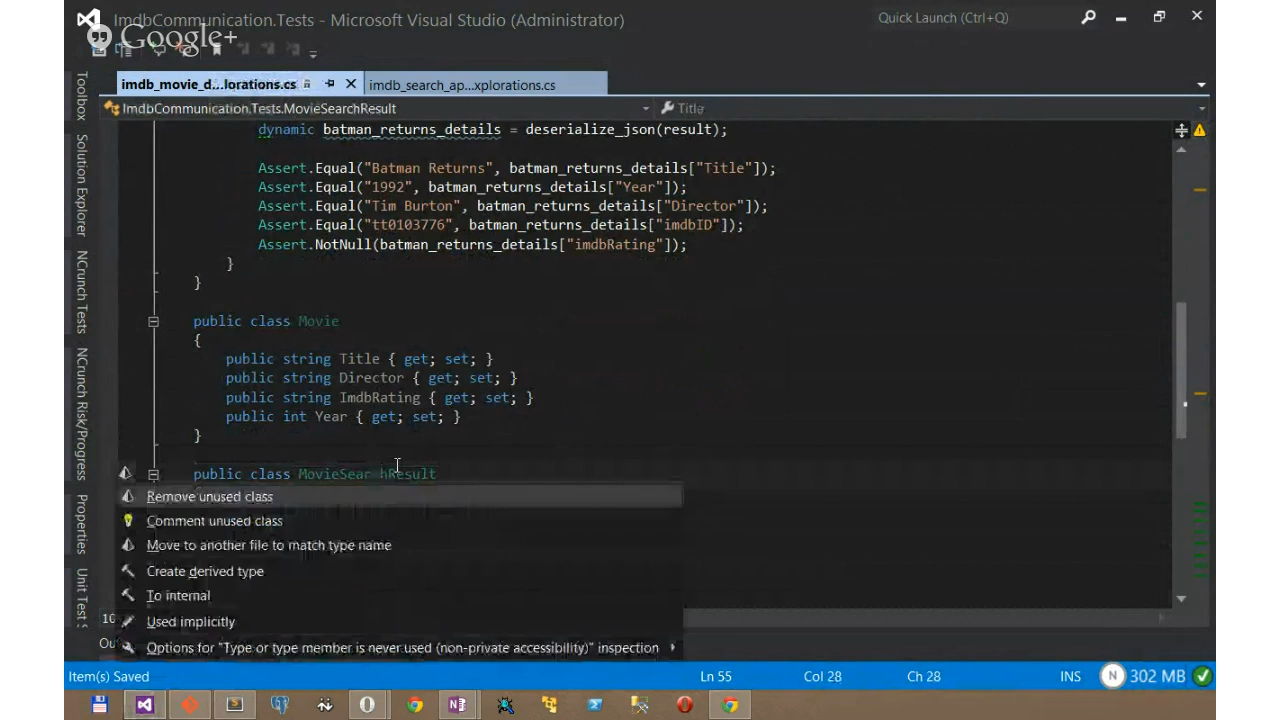 ImdbCommunication.Tests - Microsoft Visual Studio (Administrator)
Quick Launch (Ctrl+Q)
Google+
imdb_movie_d...lorations.cs
imdb_search_ap...xplorations.cs
ImdbCommunication.Tests.MovieSearchResult
Title
dynamic batman_returns_details = deserialize_json(result);
Assert.Equal("Batman Returns", batman_returns_details["Title"]);
Assert.Equal("1992", batman_returns_details["Year"]);
Assert.Equal("Tim Burton", batman_returns_details["Director"]);
Assert.Equal("tt0103776", batman_returns_details["imdbID"]);
Assert.NotNull(batman_returns_details["imdbRating"]);
}
}
public class Movie
{
public string Title { get; set; }
public string Director { get; set; }
public string ImdbRating { get; set; }
public int Year { get; set; }
}
public class MovieSearchResult
Remove unused class
Comment unused class
Move to another file to match type name
Create derived type
To internal
Used implicitly
Options for "Type or type member is never used (non-private accessibility)" inspection
Toolbox
Solution Explorer
NCrunch Tests
NCrunch Risk/Progress
Properties
Unit Test S
10
Ou
Item(s) Saved
Ln 55
Col 28
Ch 28
INS
N
302 MB